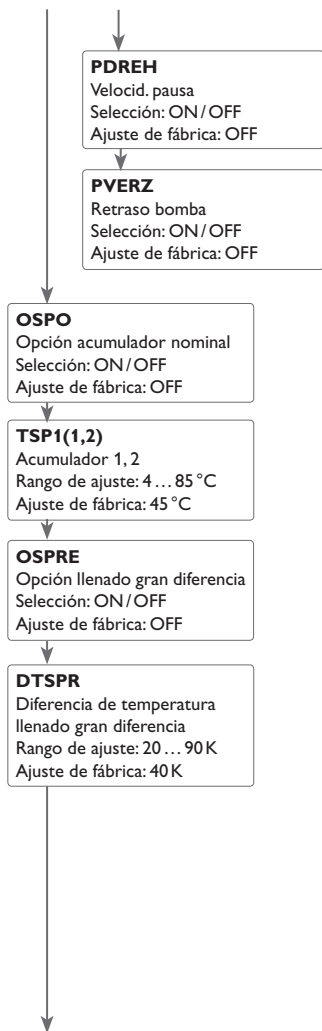 PDREH
Velocid. pausa
Selección: ON / OFF
Ajuste de fábrica: OFF
PVERZ
Retraso bomba
Selección: ON / OFF
Ajuste de fábrica: OFF
OSPO
Opción acumulador nominal
Selección: ON / OFF
Ajuste de fábrica: OFF
TSP1(1,2)
Acumulador 1, 2
Rango de ajuste: 4 … 85 °C
Ajuste de fábrica: 45 °C
OSPRE
Opción llenado gran diferencia
Selección: ON / OFF
Ajuste de fábrica: OFF
DTSPR
Diferencia de temperatura
llenado gran diferencia
Rango de ajuste: 20 … 90 K
Ajuste de fábrica: 40 K